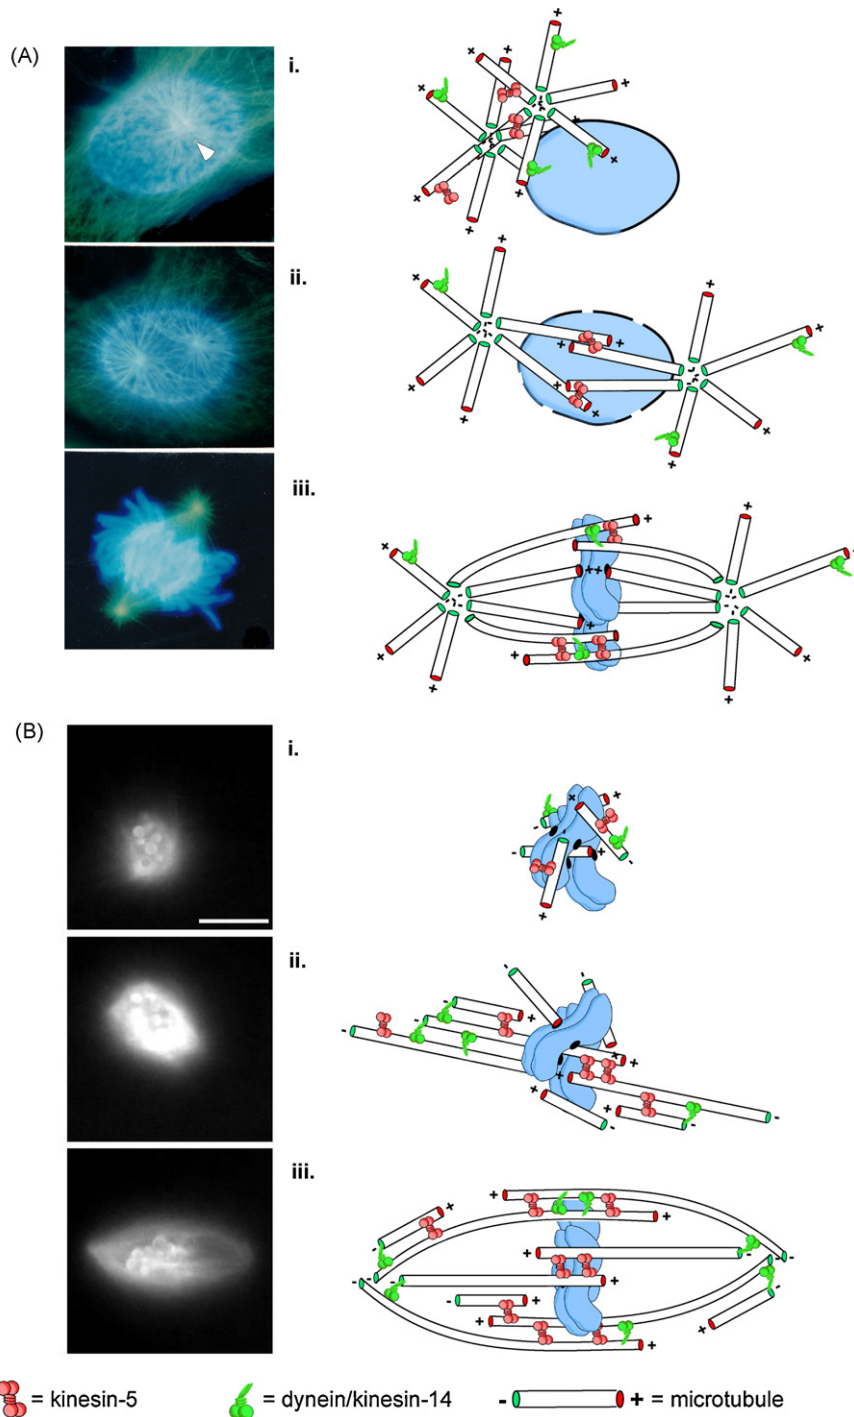 (A)
i.
ii.
iii.
(B)
i.
ii.
iii.
= kinesin-5 = dynein/kinesin-14 - + = microtubule